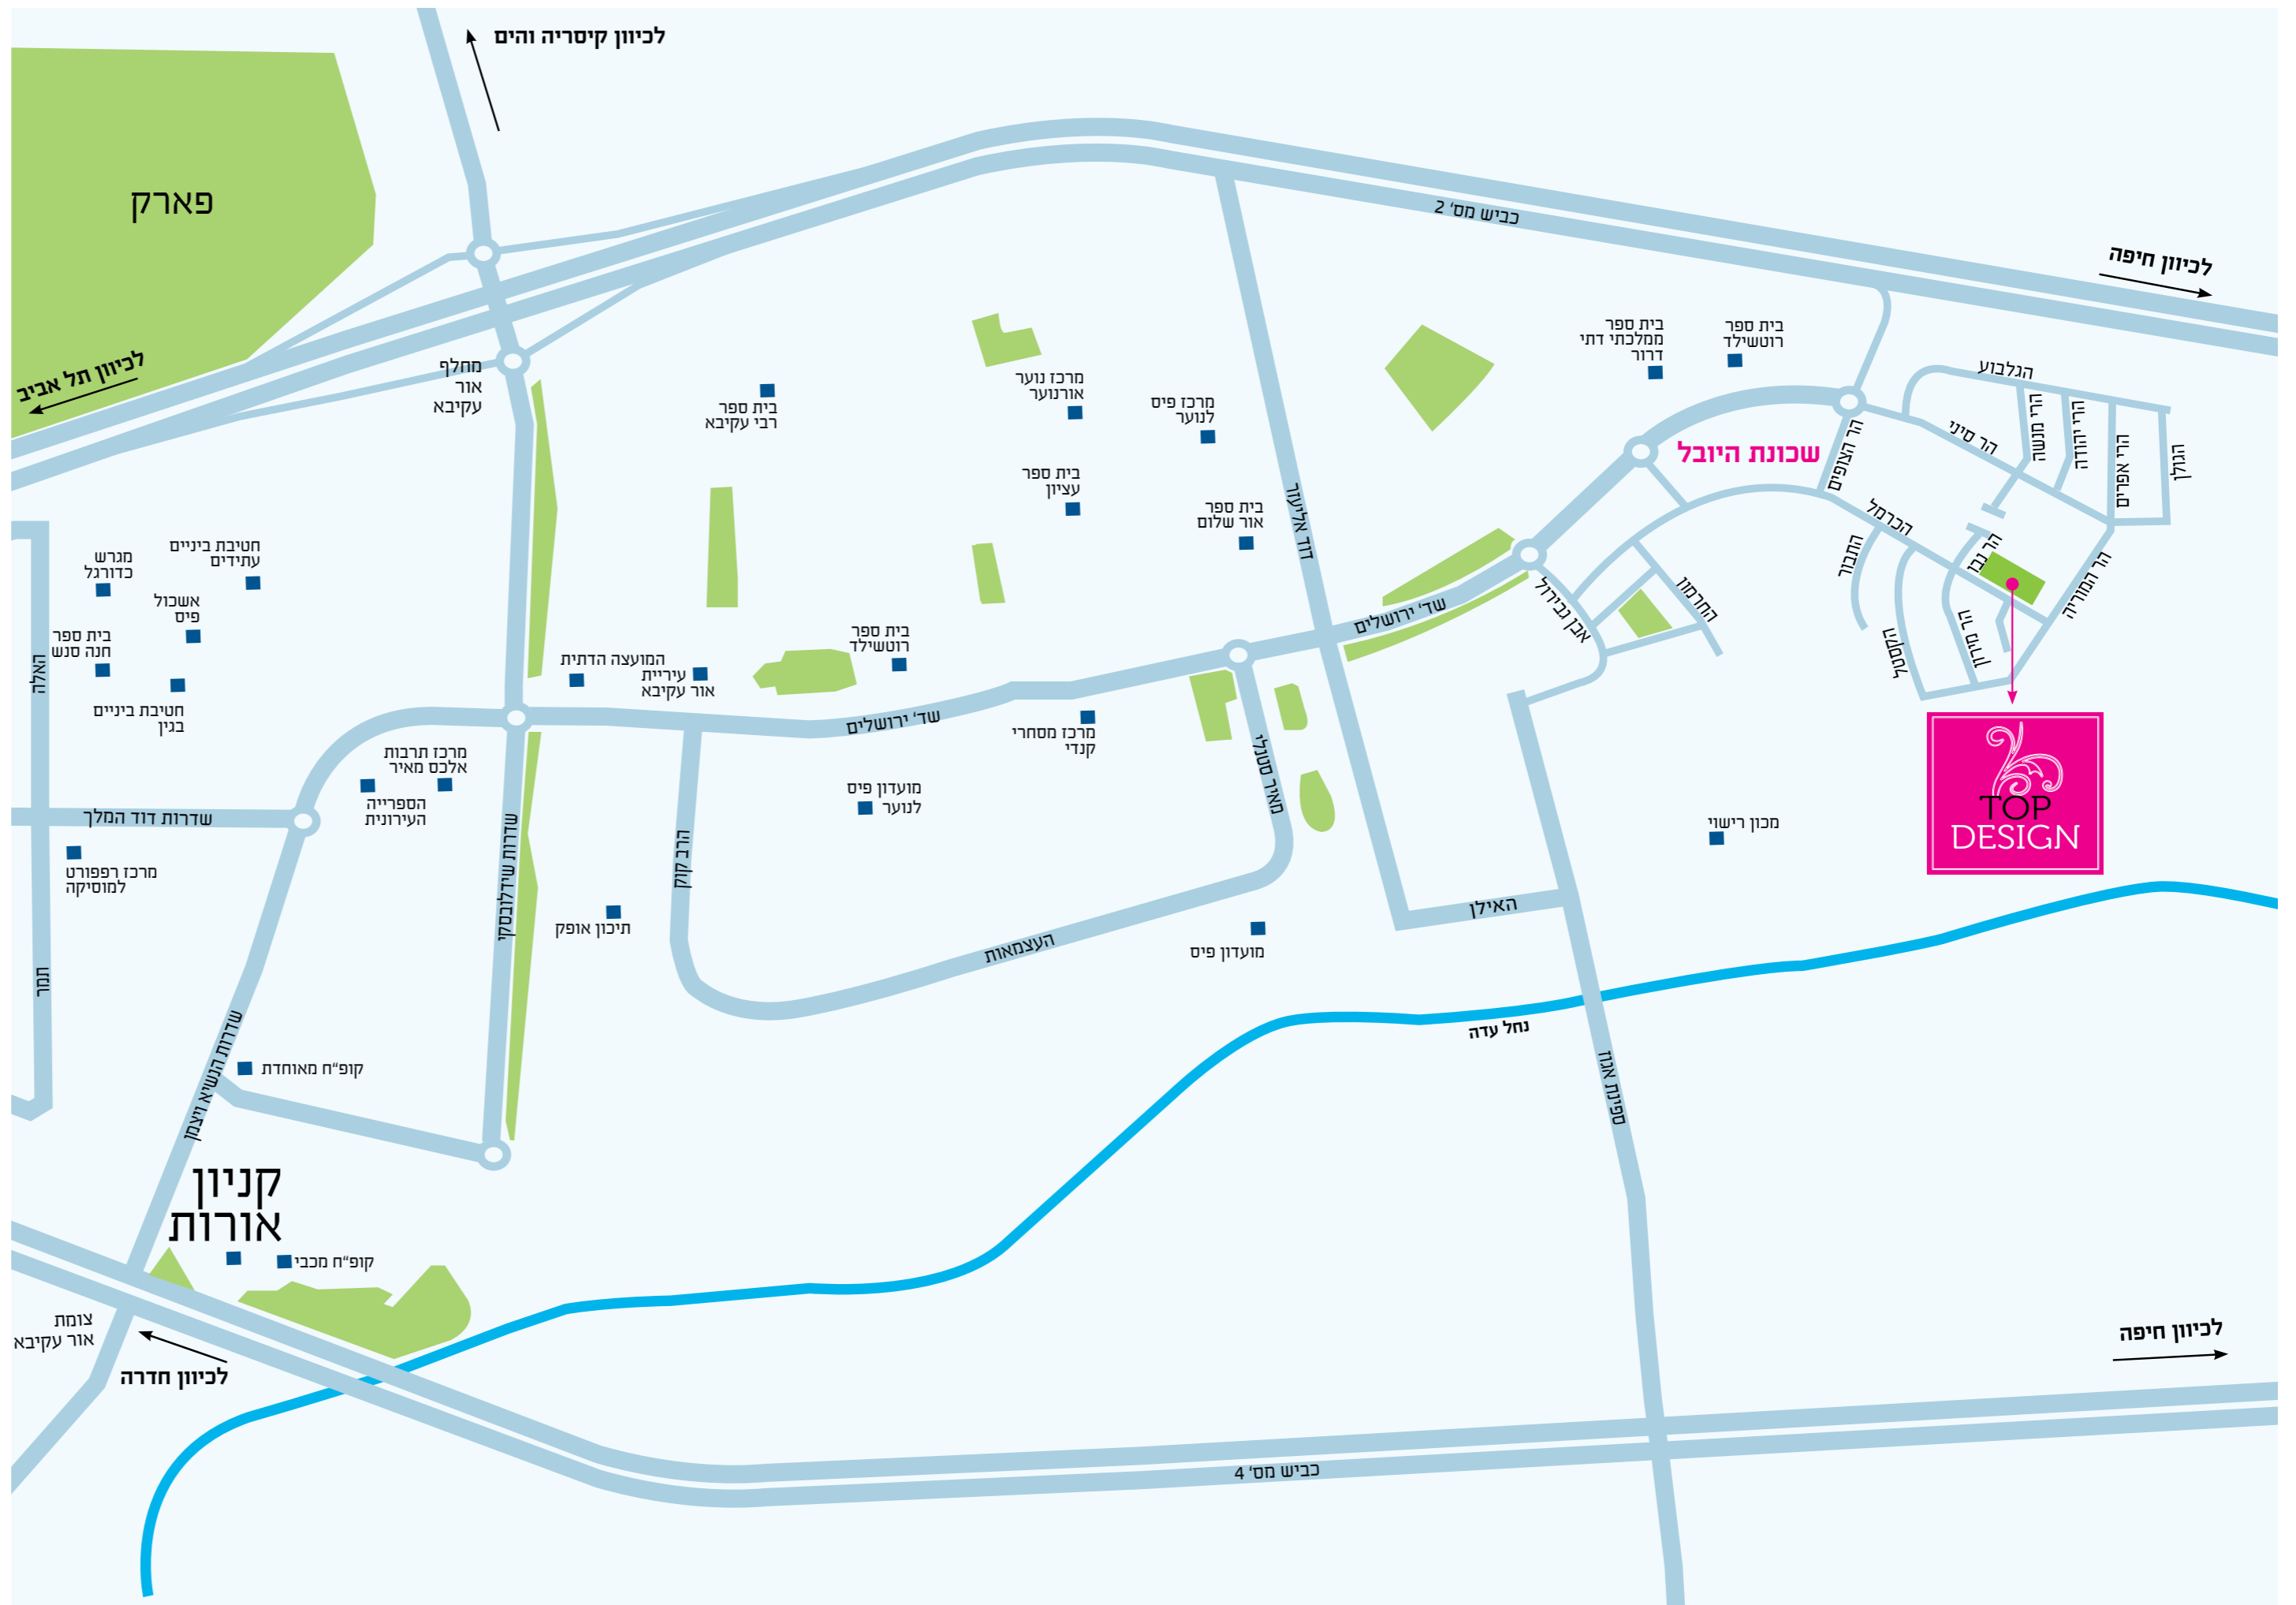 לכיוון קיסריה והים
פארק
כביש מס' 2
לכיוון חיפה
לכיוון תל אביב
מחלף
אור
עקיבא
בית ספר
רבי עקיבא
מרכז נוער
אורנוער
מרכז פיס
לנוער
בית ספר
ממלכתי דתי
דרור
בית ספר
רוטשילד
הגלבוע
הר סיני
הרי מנשה
הרי יהודה
הרי אפרים
הגולן
שכונת היובל
הר הצופים
הכרמל
התבור
הר נבו
הר המוריה
הקסטל
הר מירון
החרמון
אבן גבירול
דוד אליעזר
בית ספר
עציון
בית ספר
אור שלום
שד' ירושלים
חטיבת ביניים
עתידים
מגרש
כדורגל
אשכול
פיס
בית ספר
חנה סנש
חטיבת ביניים
בגין
האלה
המועצה הדתית
עיריית
אור עקיבא
בית ספר
רוטשילד
שד' ירושלים
מרכז מסחרי
קנדי
מאיר סטנלי
מרכז תרבות
אלכס מאיר
הספרייה
העירונית
מועדון פיס
לנוער
שדרות דוד המלך
מרכז רפפורט
למוסיקה
שדרות שידלובסקי
הרב קוק
תיכון אופק
העצמאות
מועדון פיס
האילן
מכון רישוי
TOP
DESIGN
תמר
שדרות הנשיא ויצמן
קופ"ח מאוחדת
נחל עדה
ספינת אגוז
קניון
אורות
קופ"ח מכבי
צומת
אור עקיבא
לכיוון חדרה
לכיוון חיפה
כביש מס' 4